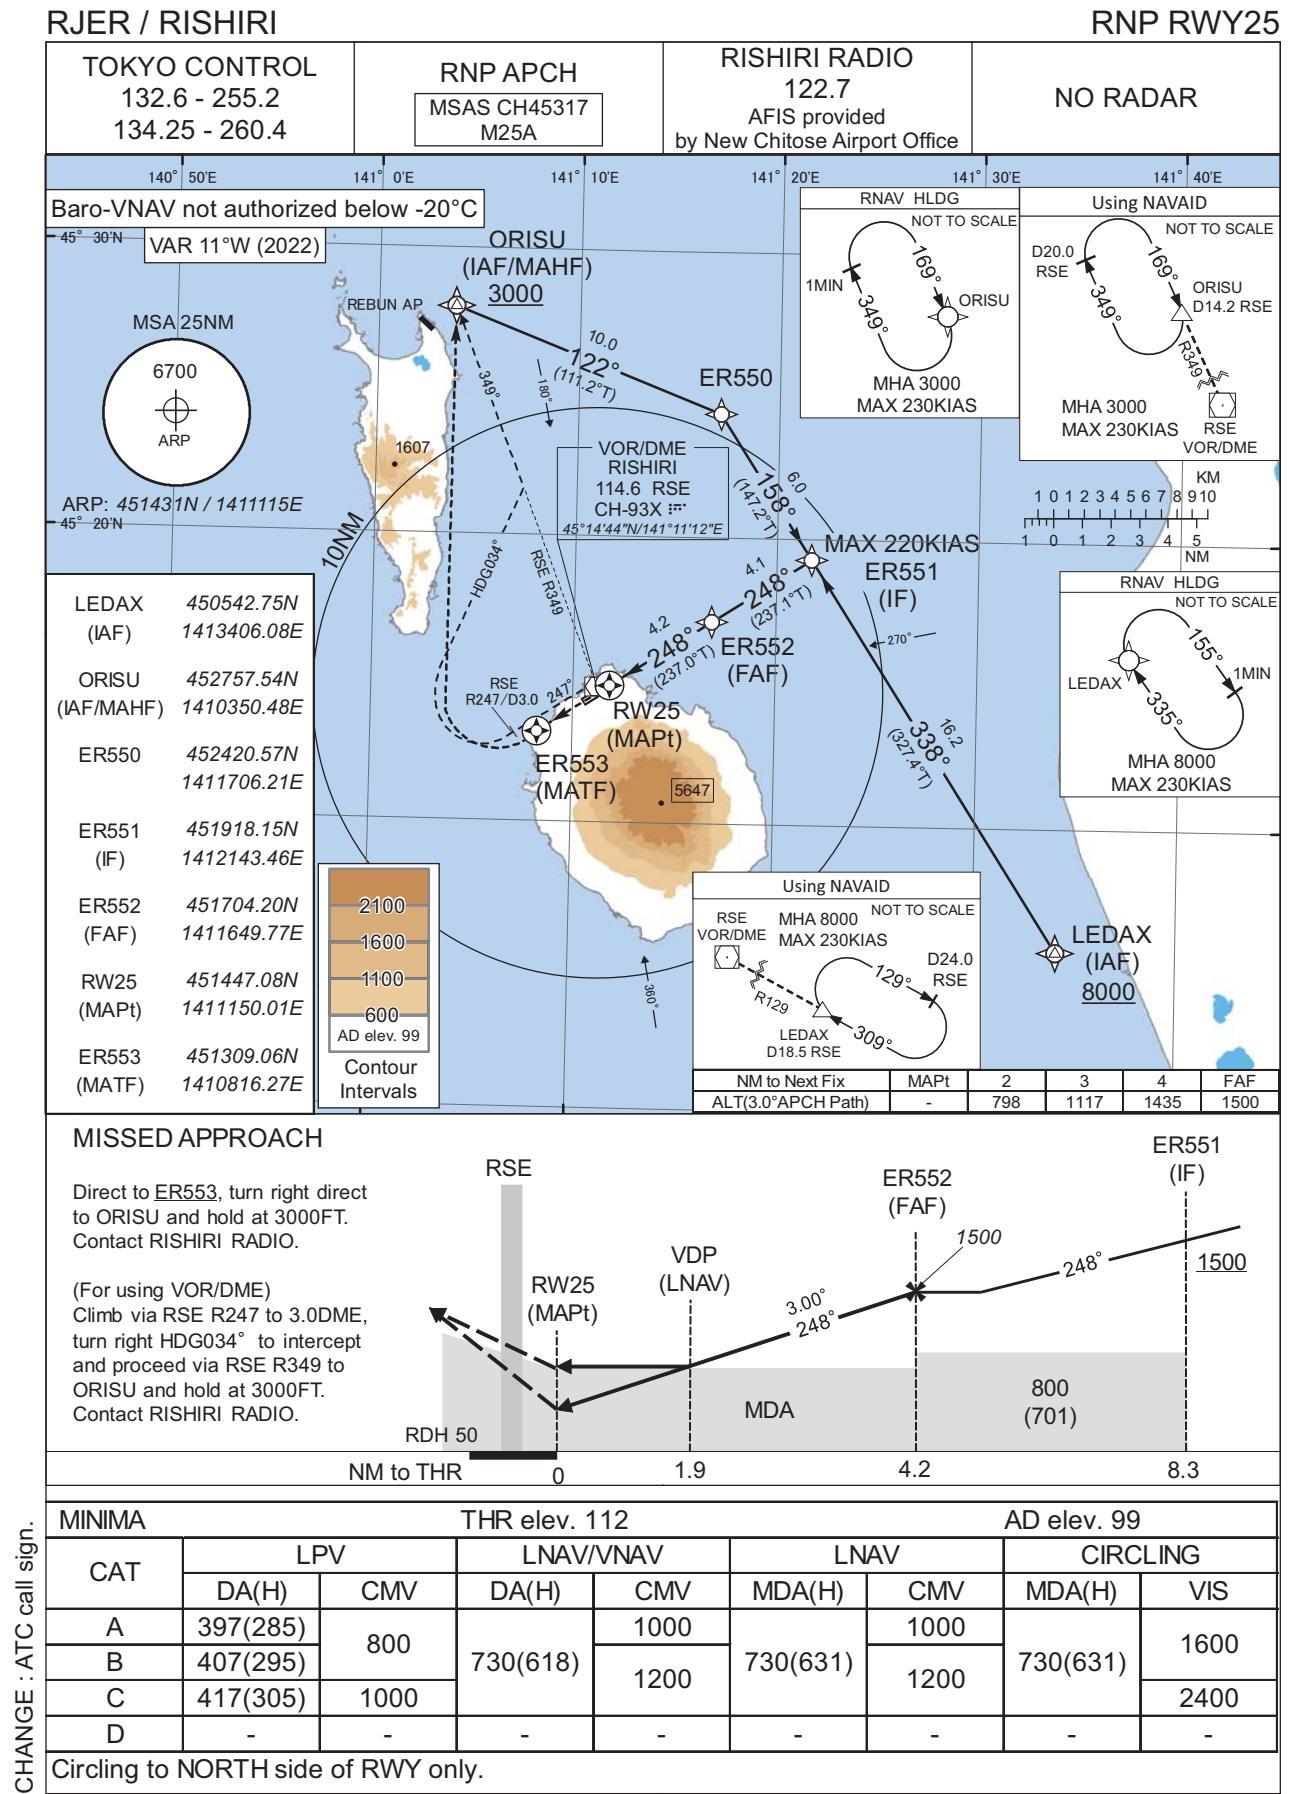 RJER / RISHIRI
RNP RWY25
TOKYO CONTROL
132.6 - 255.2
134.25 - 260.4
RNP APCH
MSAS CH45317
M25A
RISHIRI RADIO
122.7
AFIS provided
by New Chitose Airport Office
NO RADAR
140° 50'E
141° 0'E
141° 10'E
141° 20'E
141° 30'E
141° 40'E
Baro-VNAV not authorized below -20°C
45° 30'N
VAR 11°W (2022)
ORISU
(IAF/MAHF)
3000
REBUN AP
MSA 25NM
6700
ARP
ARP: 451431N / 1411115E
45° 20'N
1607
10NM
10.0
122°
(111.2°T)
180°
349°
ER550
VOR/DME
RISHIRI
114.6 RSE
CH-93X
45°14'44"N/141°11'12"E
6.0
158°
(147.2°T)
MAX 220KIAS
ER551
(IF)
4.1
248°
(237.1°T)
HDG034°
RSE R349
270°
4.2
248°
(237.0°T)
ER552
(FAF)
RSE
R247/D3.0
247°
RW25
(MAPt)
ER553
(MATF)
5647
16.2
338°
(327.4°T)
360°
LEDAX
(IAF)
8000
RNAV HLDG
NOT TO SCALE
169°
1MIN
349°
ORISU
MHA 3000
MAX 230KIAS
Using NAVAID
NOT TO SCALE
D20.0
RSE
169°
349°
ORISU
D14.2 RSE
R349
MHA 3000
MAX 230KIAS
RSE
VOR/DME
KM
1 0 1 2 3 4 5 6 7 8 9 10
1 0 1 2 3 4 5
NM
RNAV HLDG
NOT TO SCALE
155°
1MIN
LEDAX
335°
MHA 8000
MAX 230KIAS
LEDAX 450542.75N
(IAF) 1413406.08E
ORISU 452757.54N
(IAF/MAHF) 1410350.48E
ER550 452420.57N
1411706.21E
ER551 451918.15N
(IF) 1412143.46E
ER552 451704.20N
(FAF) 1411649.77E
RW25 451447.08N
(MAPt) 1411150.01E
ER553 451309.06N
(MATF) 1410816.27E
2100
1600
1100
600
AD elev. 99
Contour
Intervals
Using NAVAID
NOT TO SCALE
RSE
VOR/DME
MHA 8000
MAX 230KIAS
D24.0
RSE
129°
R129
309°
LEDAX
D18.5 RSE
NM to Next Fix MAPt 2 3 4 FAF
ALT(3.0°APCH Path) - 798 1117 1435 1500
MISSED APPROACH
Direct to ER553, turn right direct
to ORISU and hold at 3000FT.
Contact RISHIRI RADIO.
(For using VOR/DME)
Climb via RSE R247 to 3.0DME,
turn right HDG034° to intercept
and proceed via RSE R349 to
ORISU and hold at 3000FT.
Contact RISHIRI RADIO.
RSE
RW25
(MAPt)
VDP
(LNAV)
ER552
(FAF)
ER551
(IF)
1500
1500
248°
3.00°
248°
MDA
800
(701)
RDH 50
NM to THR 0 1.9 4.2 8.3
MINIMA THR elev. 112 AD elev. 99
CAT LPV LNAV/VNAV LNAV CIRCLING
DA(H) CMV DA(H) CMV MDA(H) CMV MDA(H) VIS
A 397(285) 800 730(618) 1000 730(631) 1000 730(631) 1600
B 407(295) 1200 1200
C 417(305) 1000 2400
D - - - - - - - -
Circling to NORTH side of RWY only.
CHANGE : ATC call sign.